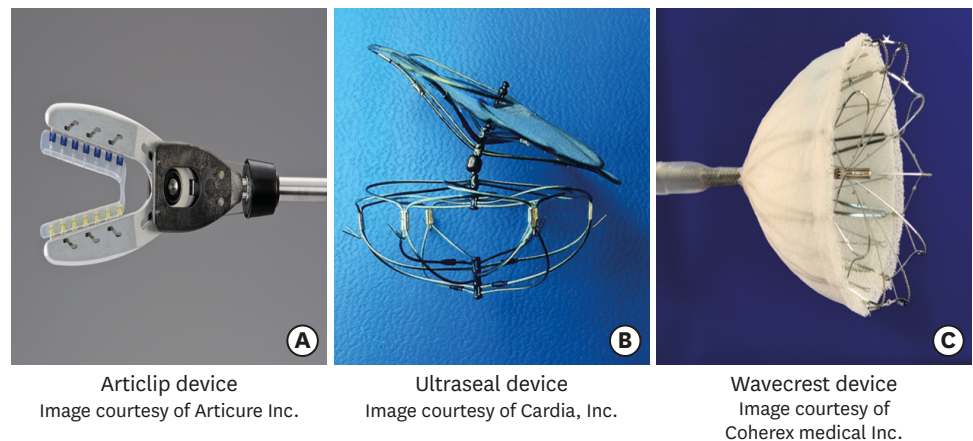 A
B
C
Articlip device
Image courtesy of Articure Inc.
Ultraseal device
Image courtesy of Cardia, Inc.
Wavecrest device
Image courtesy of
Coherex medical Inc.